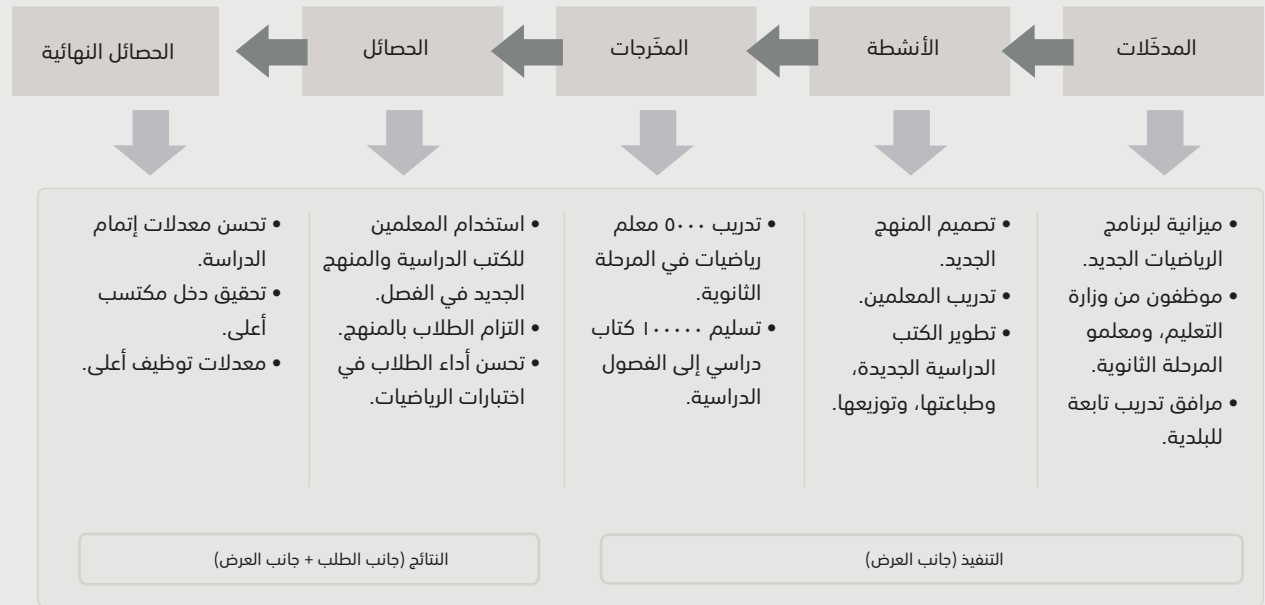 المدخَلات
الأنشطة
المخَرجات
الحصائل
الحصائل النهائية
• ميزانية لبرنامج
الرياضيات الجديد.
• موظفون من وزارة
التعليم، ومعلمو
المرحلة الثانوية.
• مرافق تدريب تابعة
للبلدية.
• تصميم المنهج
الجديد.
• تدريب المعلمين.
• تطوير الكتب
الدراسية الجديدة،
وطباعتها، وتوزيعها.
• تدريب ٥٠٠٠ معلم
رياضيات في المرحلة
الثانوية.
• تسليم ١٠٠٠٠٠ كتاب
دراسي إلى الفصول
الدراسية.
• استخدام المعلمين
للكتب الدراسية والمنهج
الجديد في الفصل.
• التزام الطلاب بالمنهج.
• تحسن أداء الطلاب في
اختبارات الرياضيات.
• تحسن معدلات إتمام
الدراسة.
• تحقيق دخل مكتسب
أعلى.
• معدلات توظيف أعلى.
التنفيذ (جانب العرض)
النتائج (جانب الطلب + جانب العرض)